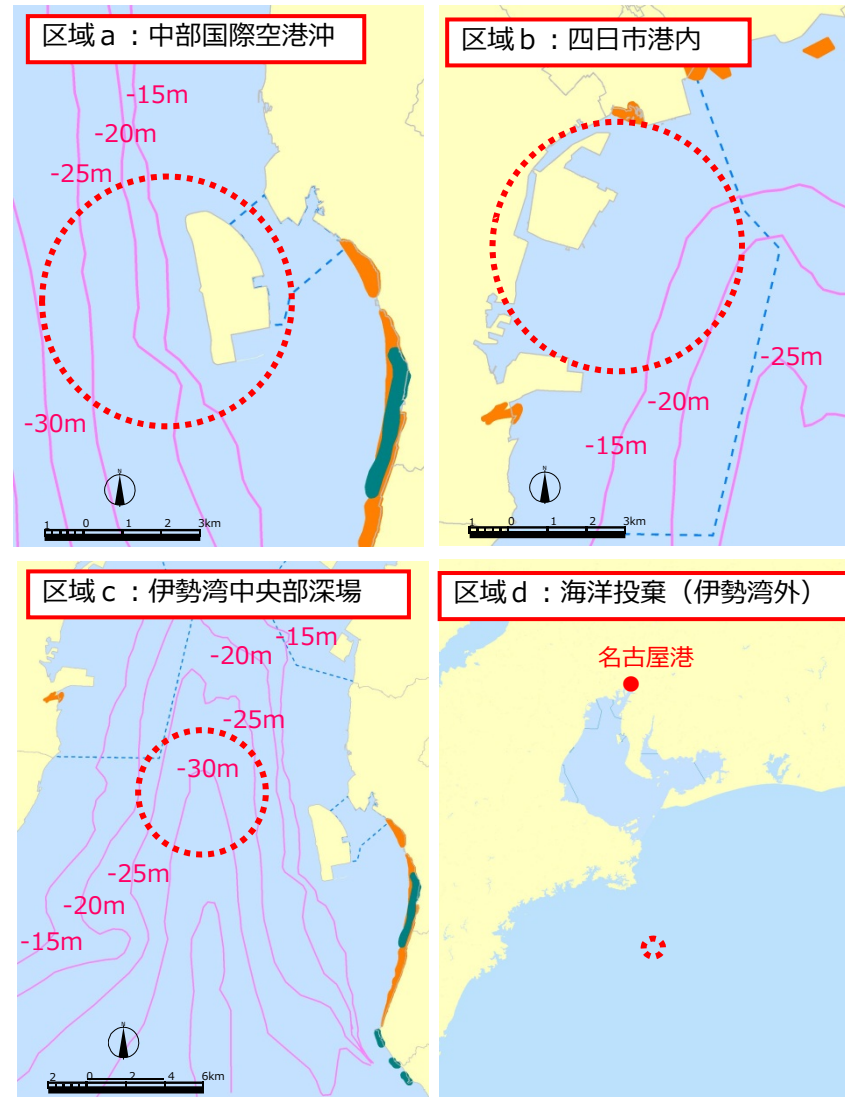 区域a：中部国際空港沖
-15m
-20m
-25m
-30m
N
1 0 1 2 3km
区域b：四日市港内
-25m
-20m
-15m
N
1 0 1 2 3km
区域c：伊勢湾中央部深場
-15m
-20m
-25m
-30m
-25m
-20m
-15m
N
2 0 2 4 6km
区域d：海洋投棄（伊勢湾外）
名古屋港